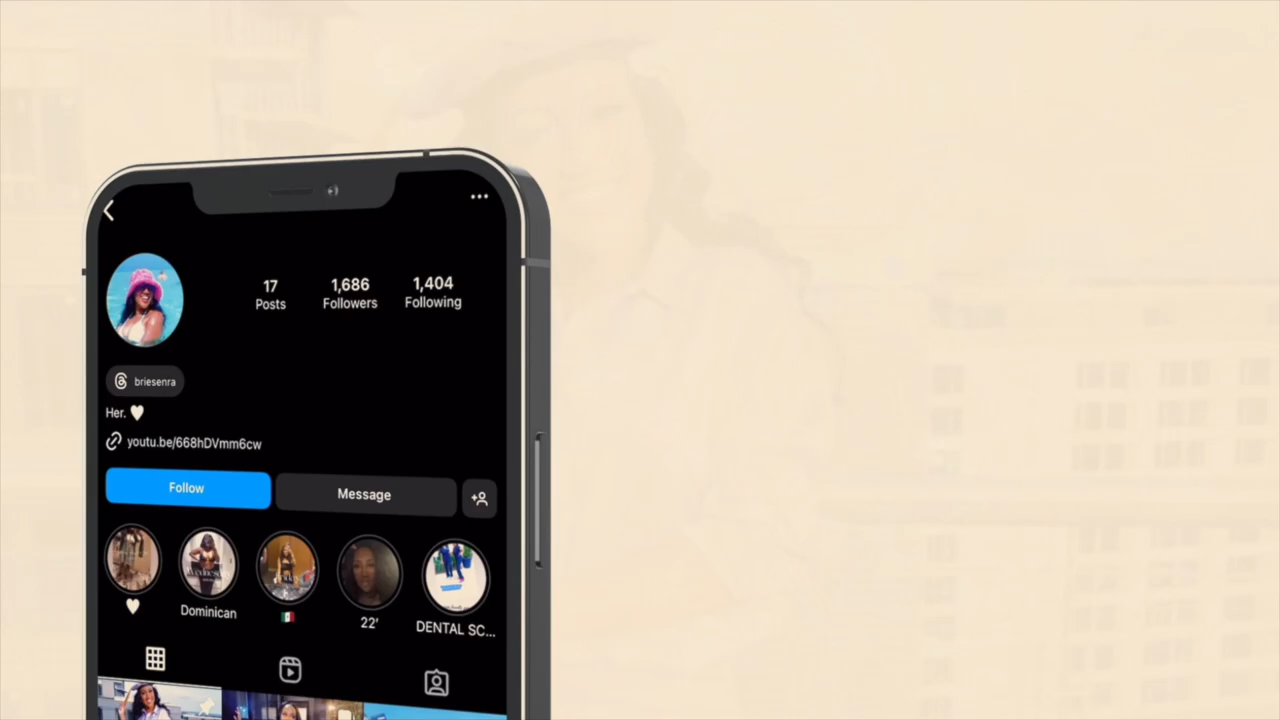 17 1,686 1,404
Posts Followers Following
briesenra
Her. 🤍
youtu.be/668hDVmm6cw
Follow Message
Dominican 22' DENTAL SC...